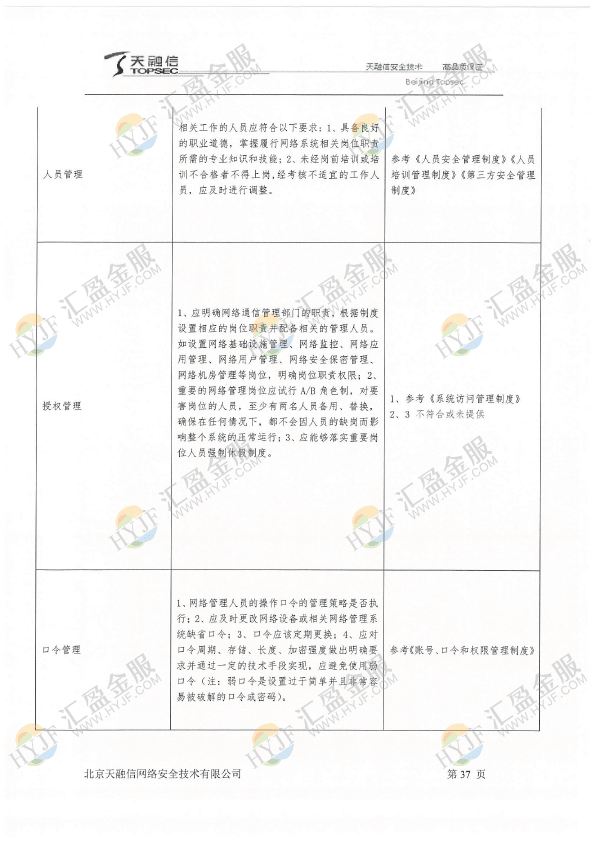 天融信
TOPSEC
天融信安全技术 高品质保证
Beijing Topsec
相关工作的人员应符合以下要求：1、具备良好
的职业道德，掌握履行网络系统相关岗位职责
所需的专业知识和技能；2、未经岗前培训或培
训不合格者不得上岗,经考核不适宜的工作人
员，应及时进行调整。
人员管理
参考《人员安全管理制度》《人员
培训管理制度》《第三方安全管理
制度》
1、应明确网络通信管理部门的职责，根据制度
设置相应的岗位职责并配备相关的管理人员。
如设置网络基础设施管理、网络监控、网络应
用管理、网络用户管理、网络安全保密管理、
网络机房管理等岗位，明确岗位职责权限；2、
重要的网络管理岗位应试行 A/B 角色制，对要
害岗位的人员，至少有两名人员备用、替换，
确保在任何情况下，都不会因人员的缺岗而影
响整个系统的正常运行；3、应能够落实重要岗
位人员强制休假制度。
授权管理
1、参考《系统访问管理制度》
2、3 不符合或未提供
1、网络管理人员的操作口令的管理策略是否执
行；2、应及时更改网络设备或相关网络管理系
统缺省口令；3、口令应该定期更换；4、应对
口令周期、存储、长度、加密强度做出明确要
求并通过一定的技术手段实现，应避免使用弱
口令（注：弱口令是设置过于简单并且非常容
易被破解的口令或密码）。
口令管理
参考《账号、口令和权限管理制度》
北京天融信网络安全技术有限公司 第 37 页
汇盈金服
HYJF
WWW.HYJF.COM